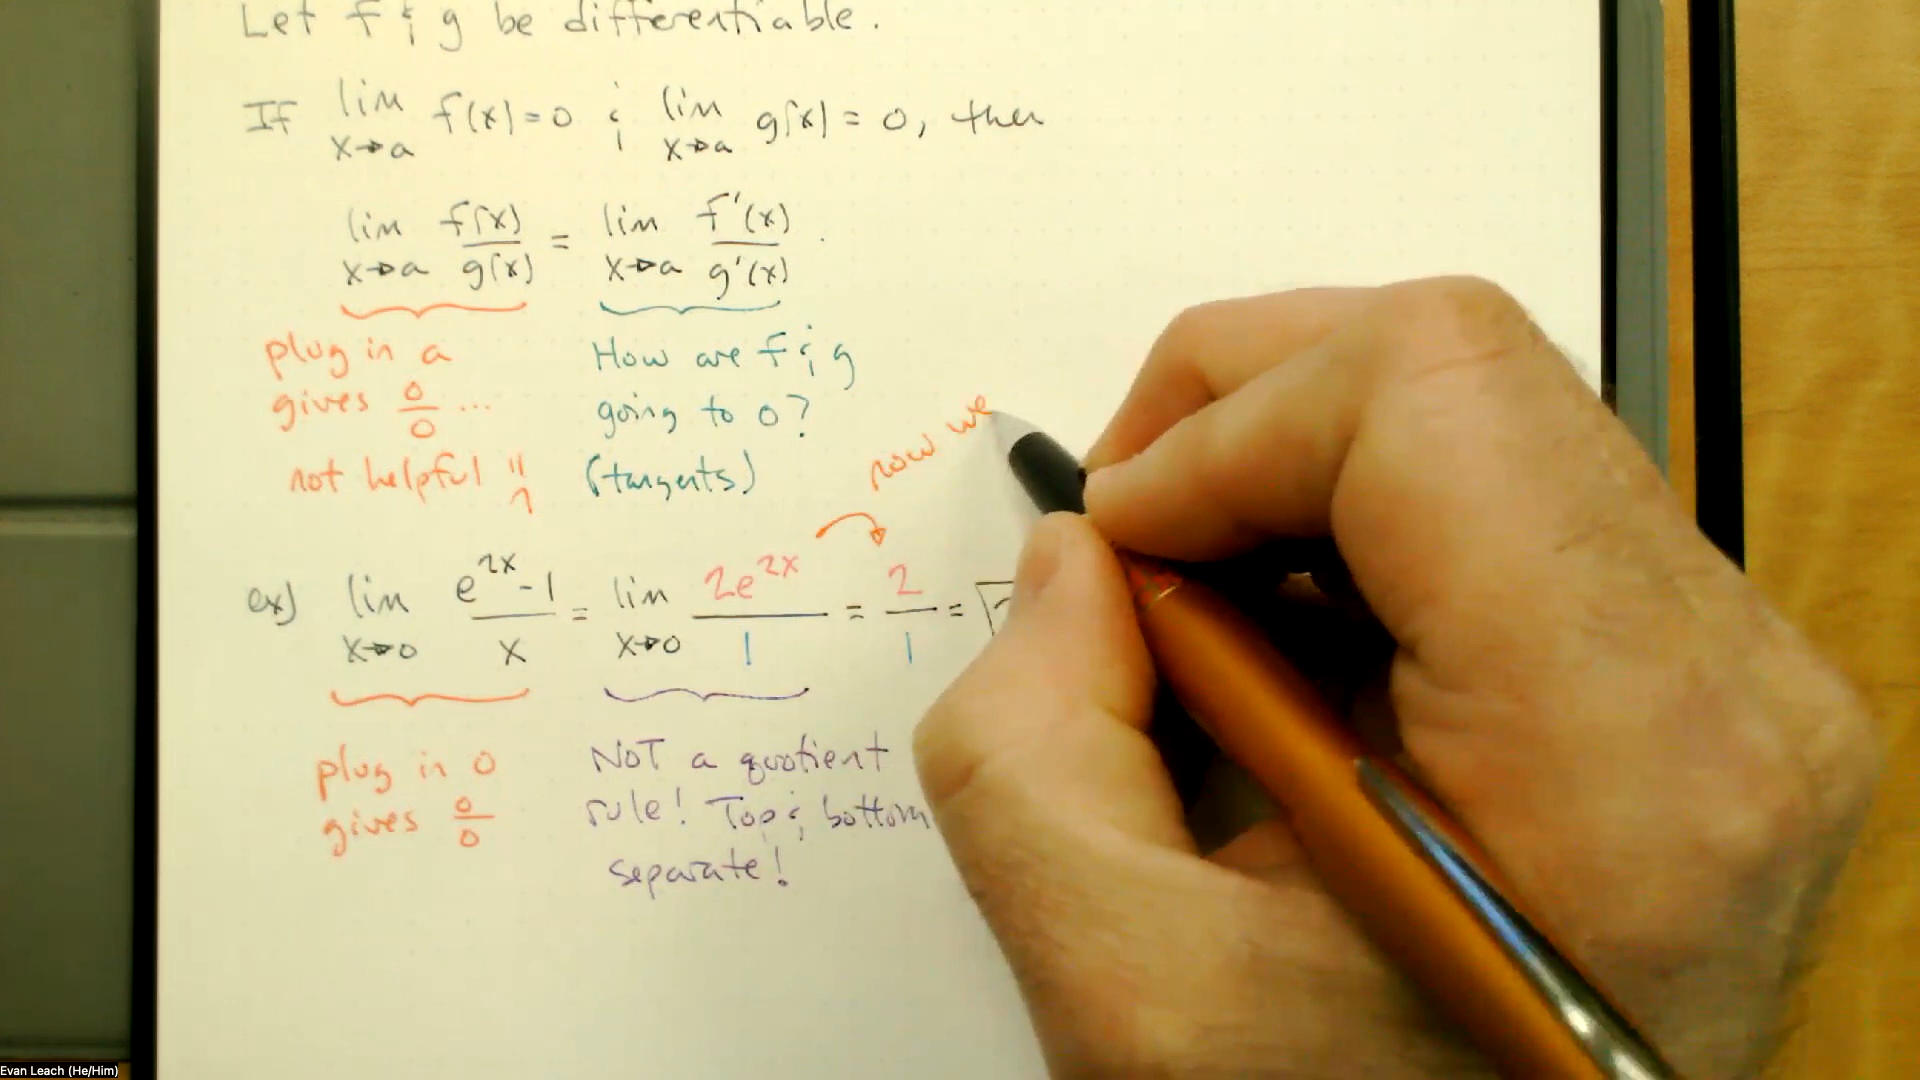 Let f & g be differentiable.
If lim x→a f(x)=0 & lim x→a g(x) = 0, then
lim x→a f(x)/g(x) = lim x→a f'(x)/g'(x).
plug in a
gives 0/0 ...
not helpful
How are f & g
going to 0?
(tangents)
now we
ex) lim x→0 (e^2x - 1)/x = lim x→0 2e^2x/1 = 2/1 =
plug in 0
gives 0/0
NOT a quotient
rule! Top & bottom
separate!
Evan Leach (He/Him)